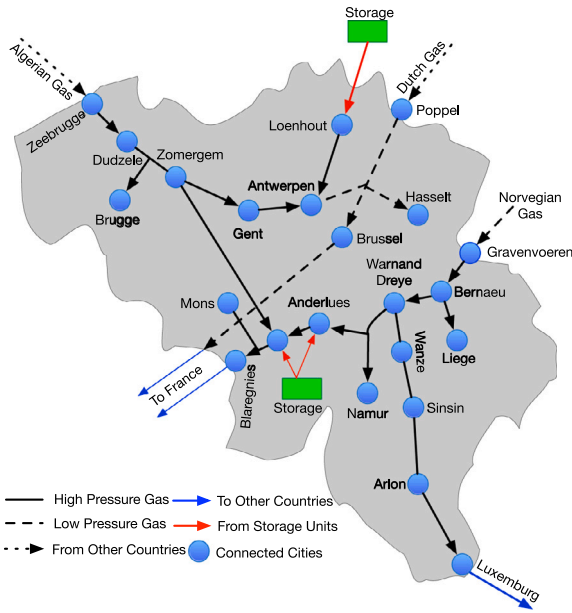 Storage
Algerian Gas
Dutch Gas
Zeebrugge
Poppel
Loenhout
Dudzele
Zomergem
Antwerpen
Hasselt
Norwegian
Gas
Brugge
Gent
Brussel
Gravenvoeren
Warnand
Dreye
Bernaeu
Mons
Anderlues
Wanze
Liege
To France
Blaregnies
Storage
Namur
Sinsin
Arlon
High Pressure Gas
To Other Countries
Low Pressure Gas
From Storage Units
From Other Countries
Connected Cities
Luxemburg